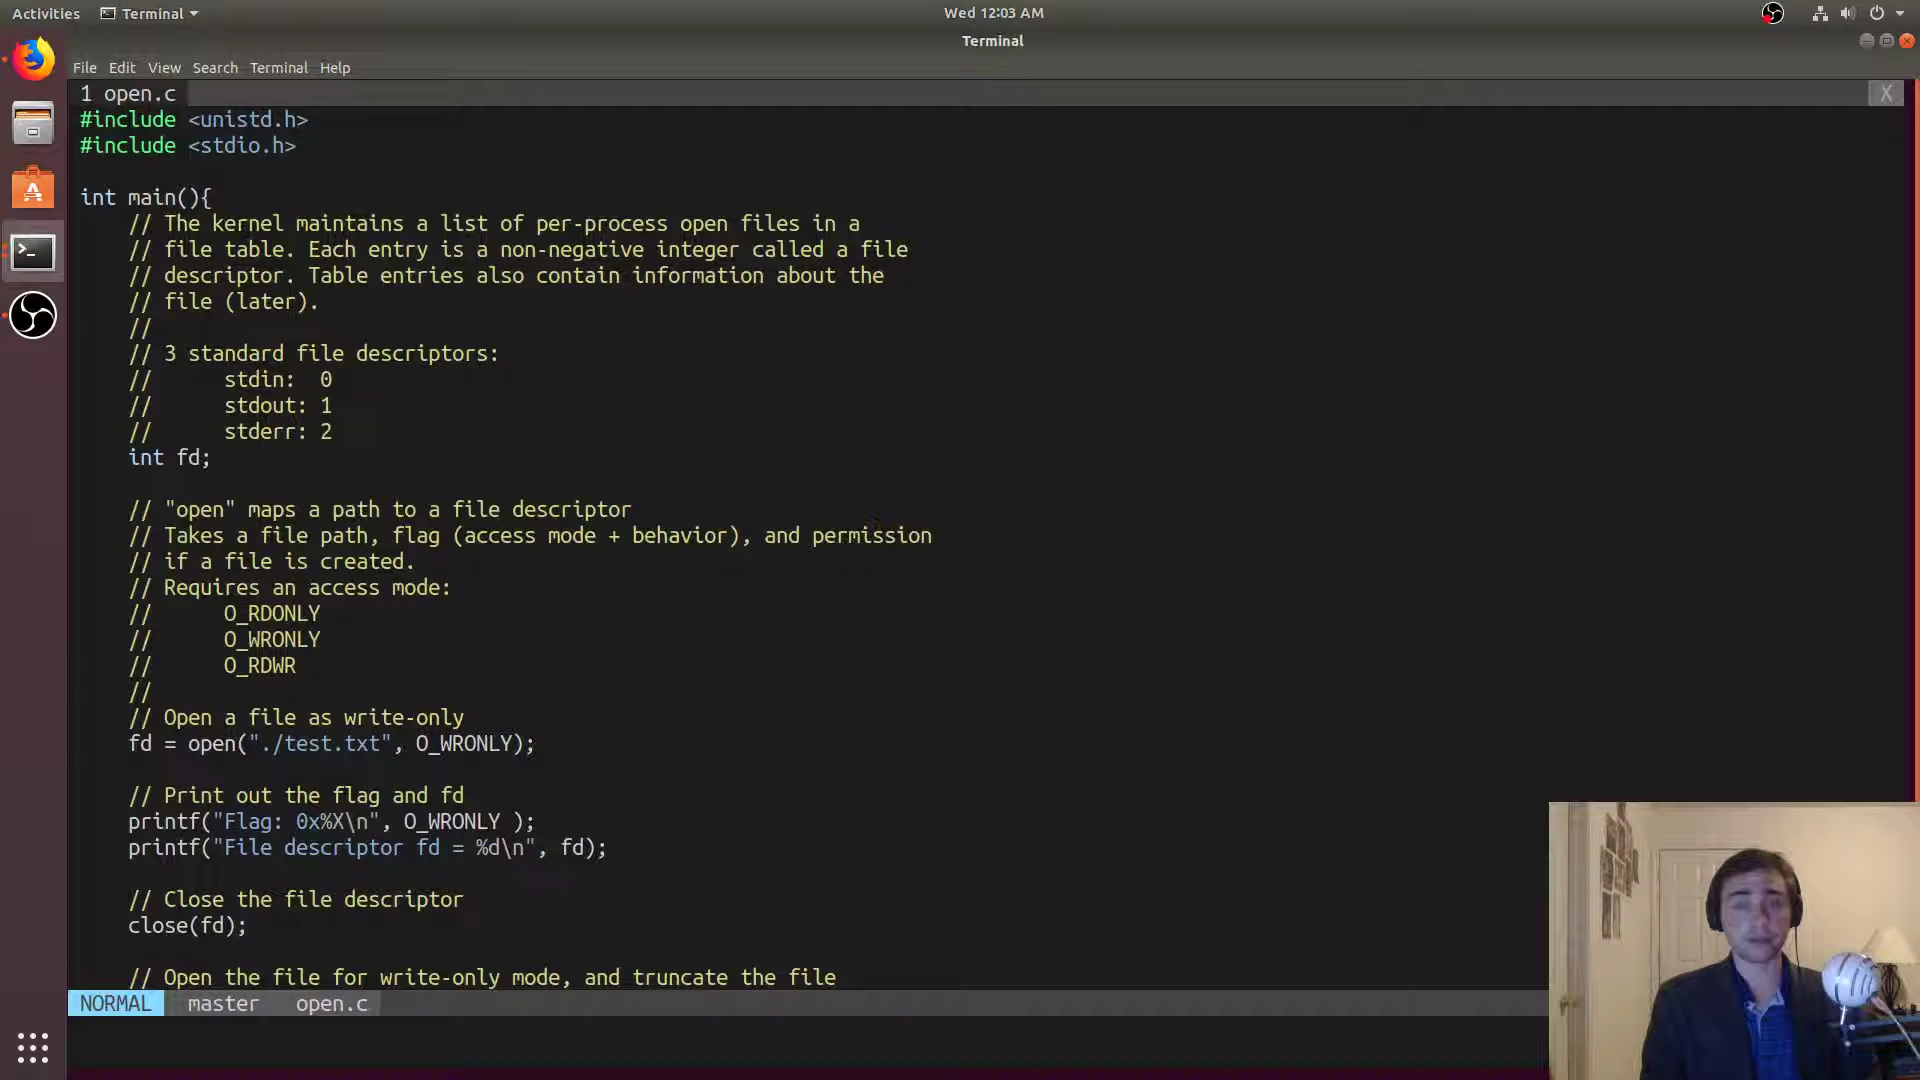 Activities Terminal Wed 12:03 AM
Terminal
File Edit View Search Terminal Help
1 open.c X
#include <unistd.h>
#include <stdio.h>
int main(){
// The kernel maintains a list of per-process open files in a
// file table. Each entry is a non-negative integer called a file
// descriptor. Table entries also contain information about the
// file (later).
//
// 3 standard file descriptors:
// stdin: 0
// stdout: 1
// stderr: 2
int fd;
// "open" maps a path to a file descriptor
// Takes a file path, flag (access mode + behavior), and permission
// if a file is created.
// Requires an access mode:
// O_RDONLY
// O_WRONLY
// O_RDWR
//
// Open a file as write-only
fd = open("./test.txt", O_WRONLY);
// Print out the flag and fd
printf("Flag: 0x%X\n", O_WRONLY );
printf("File descriptor fd = %d\n", fd);
// Close the file descriptor
close(fd);
// Open the file for write-only mode, and truncate the file
NORMAL master open.c